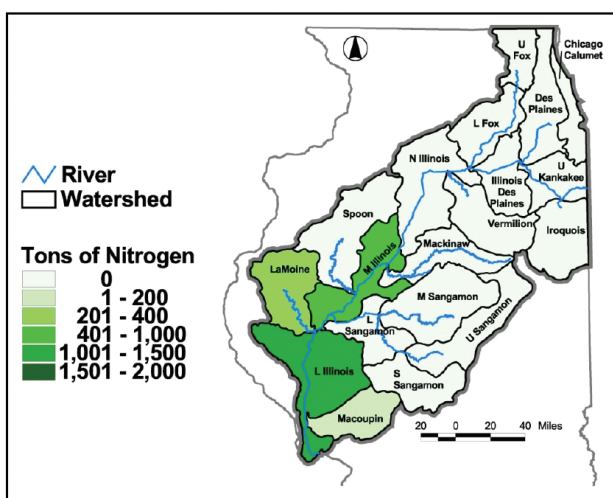 River
Watershed
Tons of Nitrogen
0
1 - 200
201 - 400
401 - 1,000
1,001 - 1,500
1,501 - 2,000
U
Fox
Chicago
Calumet
Des
Plaines
L Fox
N Illinois
U
Kankakee
Illinois
Des
Plaines
Vermilion
Iroquois
Spoon
M Illinois
Mackinaw
LaMoine
M Sangamon
L
Sangamon
U Sangamon
S
Sangamon
L Illinois
Macoupin
20 0 20 40 Miles